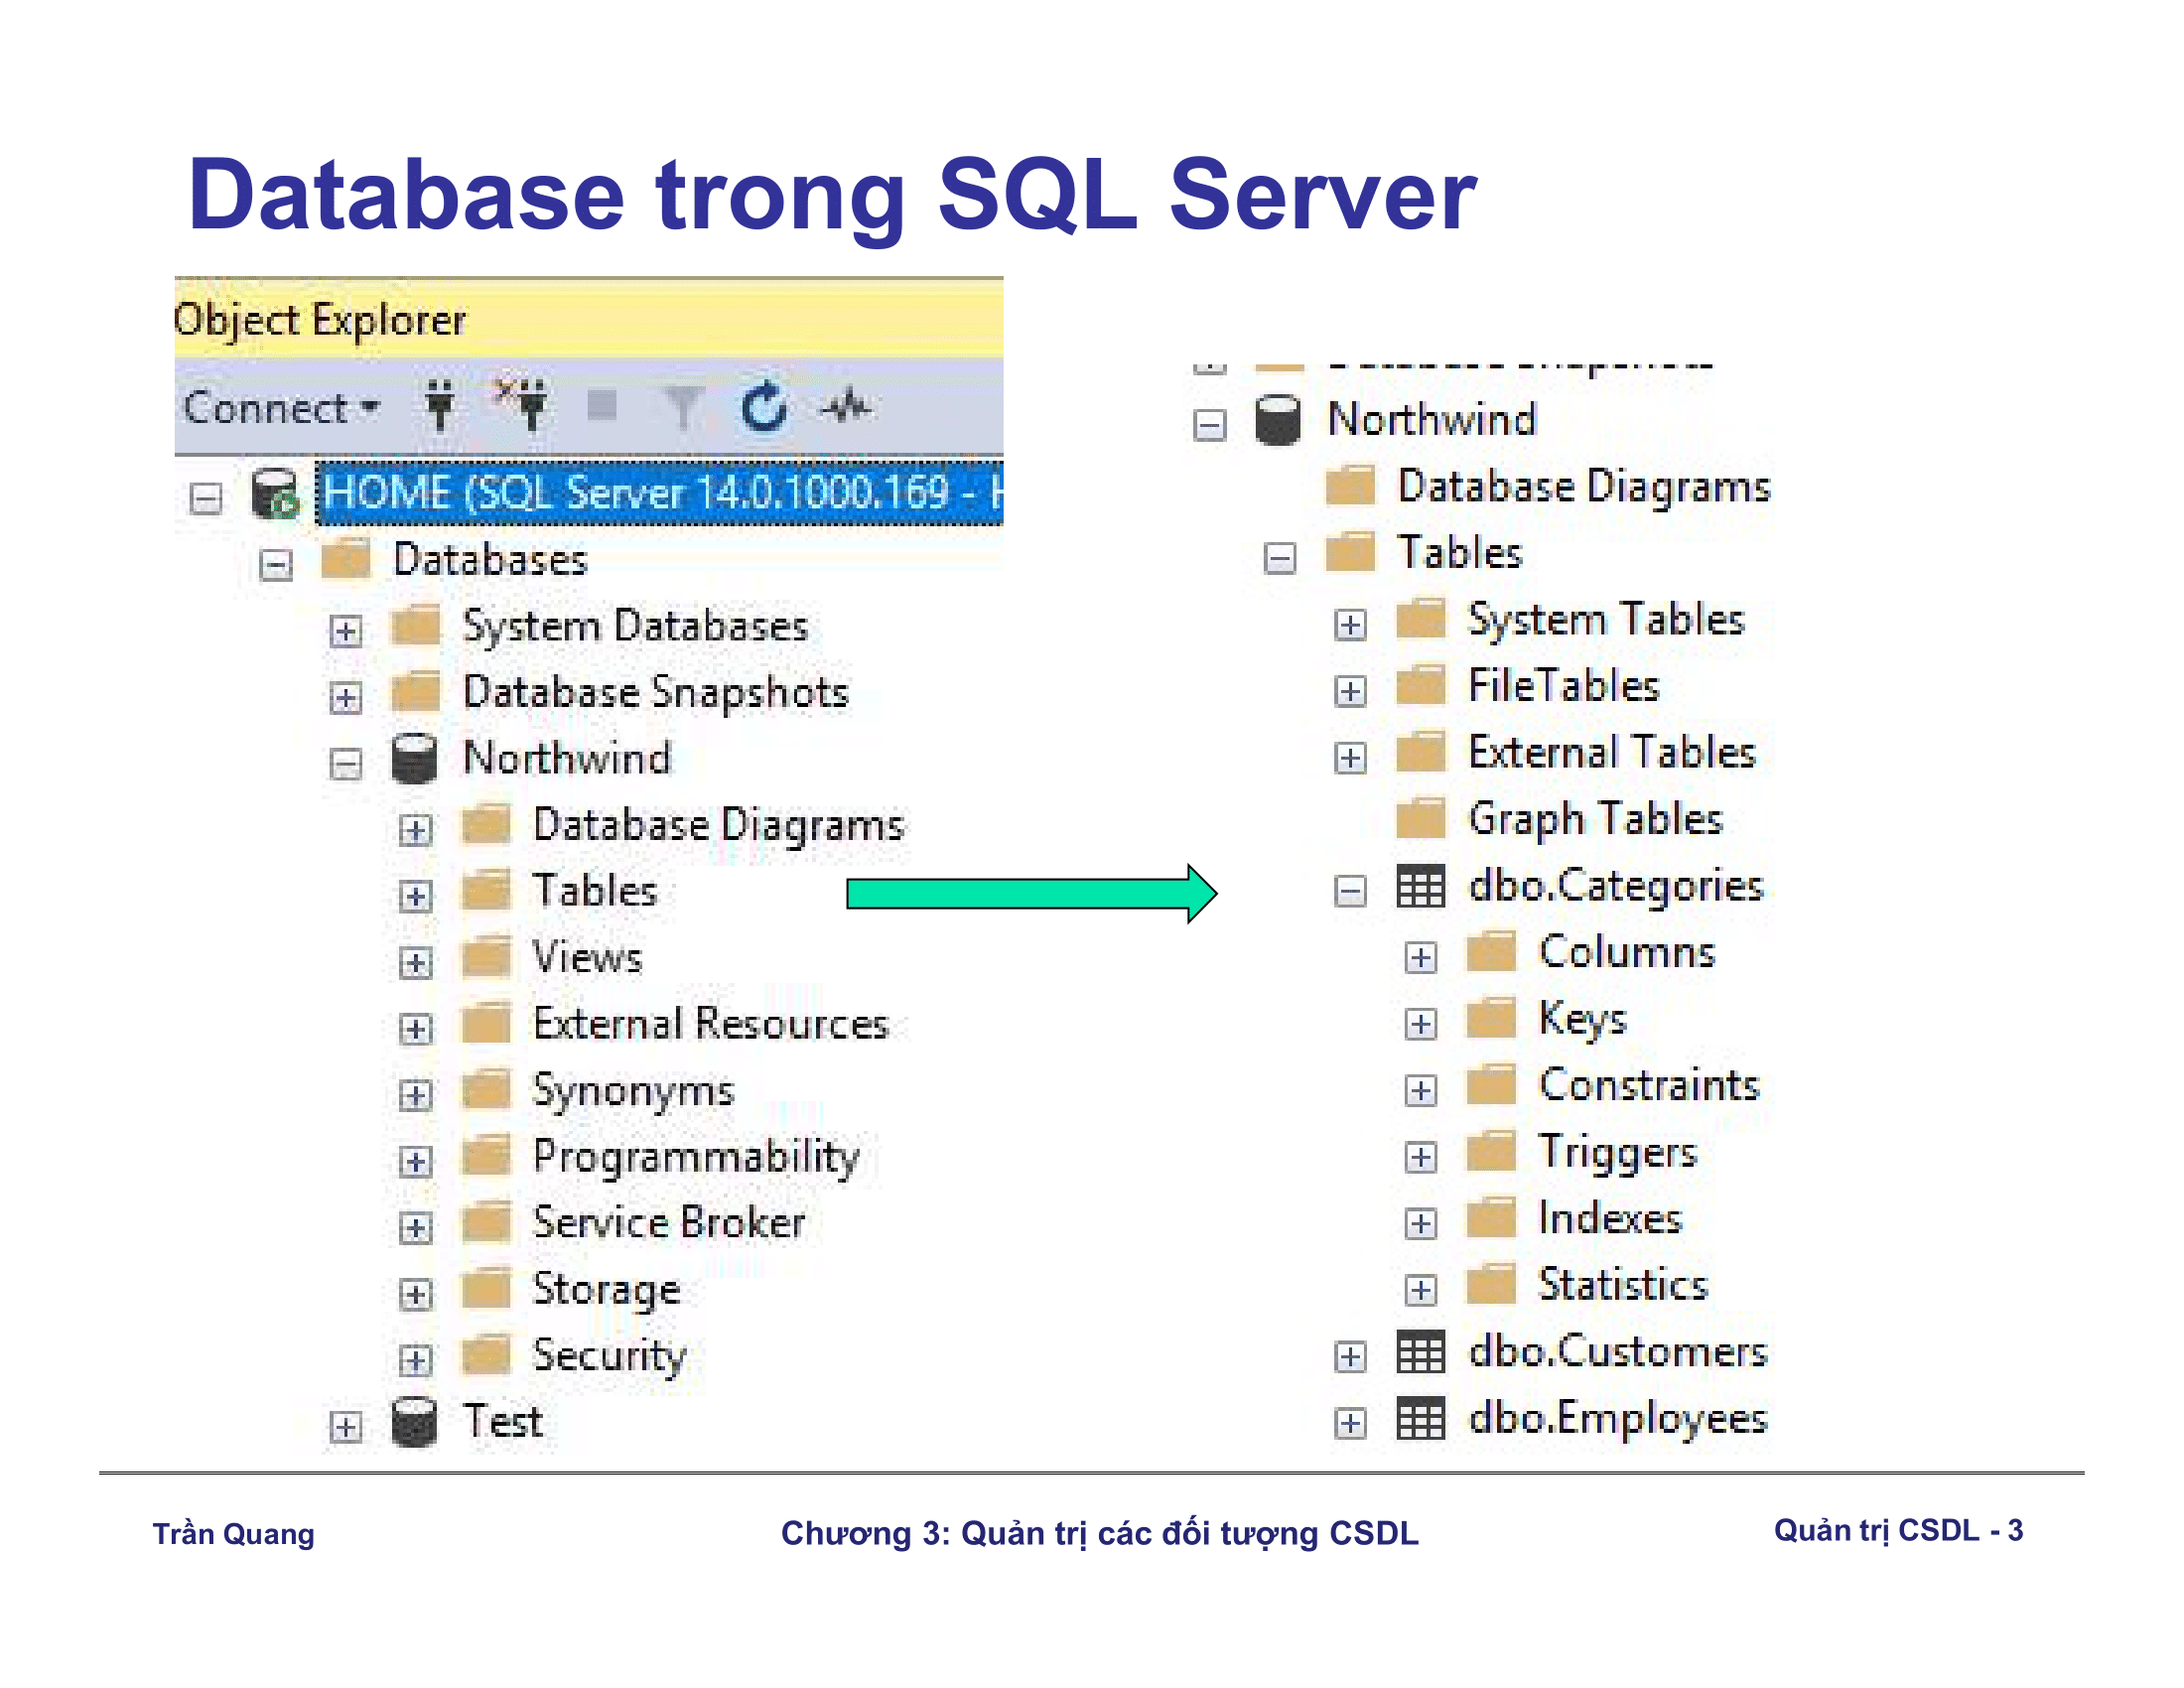 Database trong SQL Server
Object Explorer
Connect
HOME (SQL Server 14.0.1000.169 -
Databases
System Databases
Database Snapshots
Northwind
Database Diagrams
Tables
Views
External Resources
Synonyms
Programmability
Service Broker
Storage
Security
Test
Northwind
Database Diagrams
Tables
System Tables
FileTables
External Tables
Graph Tables
dbo.Categories
Columns
Keys
Constraints
Triggers
Indexes
Statistics
dbo.Customers
dbo.Employees
Trần Quang
Chương 3: Quản trị các đối tượng CSDL
Quản trị CSDL - 3